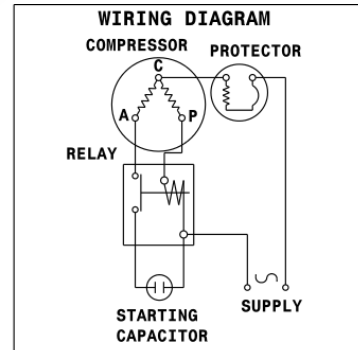 WIRING DIAGRAM
COMPRESSOR
PROTECTOR
C
A
P
RELAY
SUPPLY
STARTING
CAPACITOR